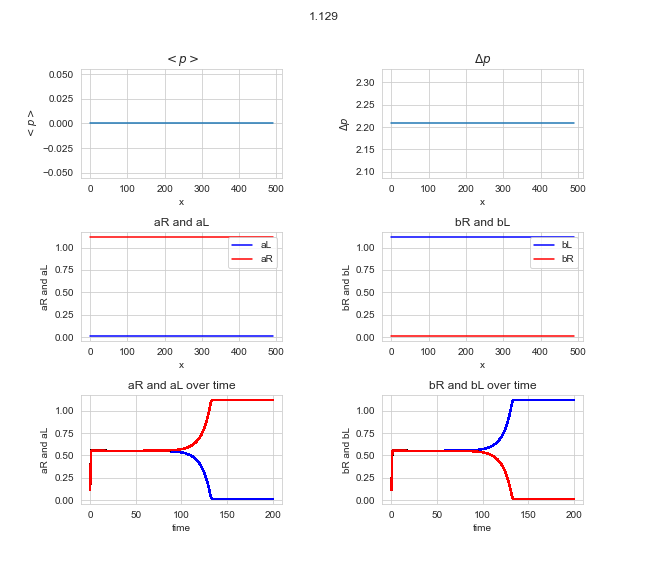 1.129
< p >
Δp
0.050
0.025
0.000
−0.025
−0.050
< p >
0 100 200 300 400 500
x
2.30
2.25
2.20
2.15
2.10
Δp
0 100 200 300 400 500
x
aR and aL
bR and bL
1.00
0.75
0.50
0.25
0.00
aR and aL
aL
aR
0 100 200 300 400 500
x
1.00
0.75
0.50
0.25
0.00
bR and bL
bL
bR
0 100 200 300 400 500
x
aR and aL over time
bR and bL over time
1.00
0.75
0.50
0.25
0.00
aR and aL
0 50 100 150 200
time
1.00
0.75
0.50
0.25
0.00
bR and bL
0 50 100 150 200
time